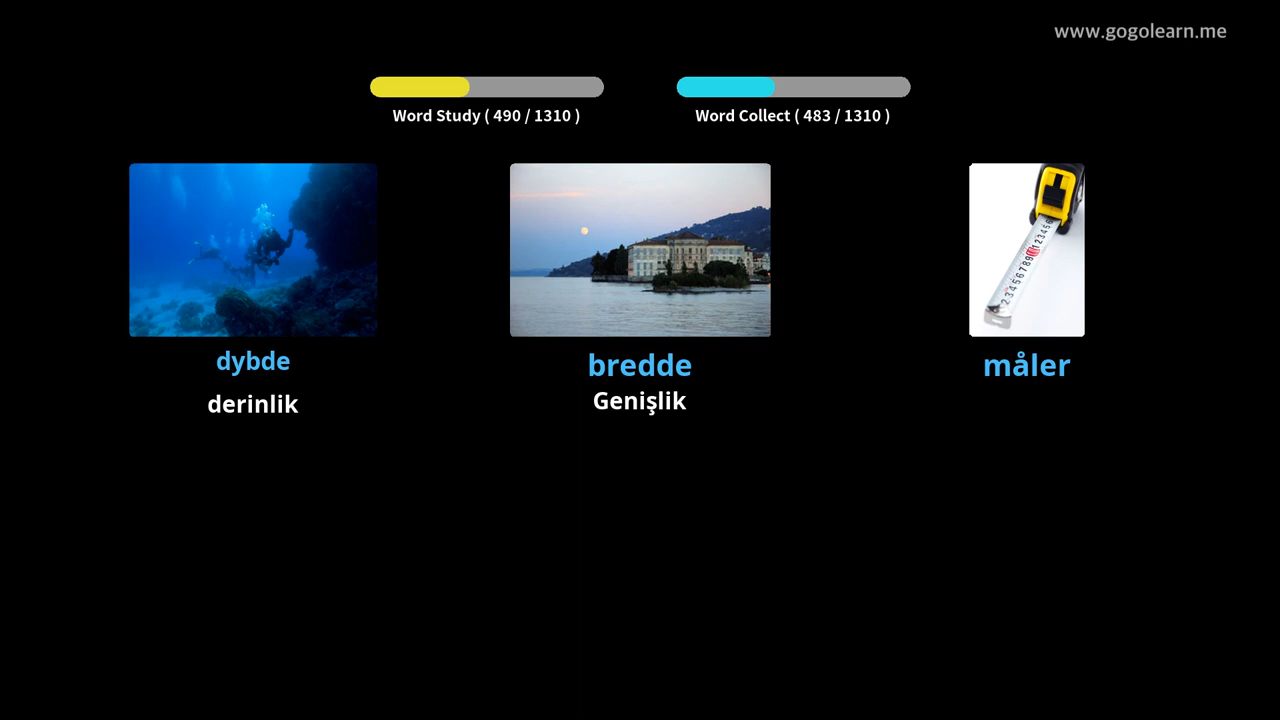 www.gogolearn.me
Word Study ( 490 / 1310 )
Word Collect ( 483 / 1310 )
dybde
bredde
måler
derinlik
Genişlik